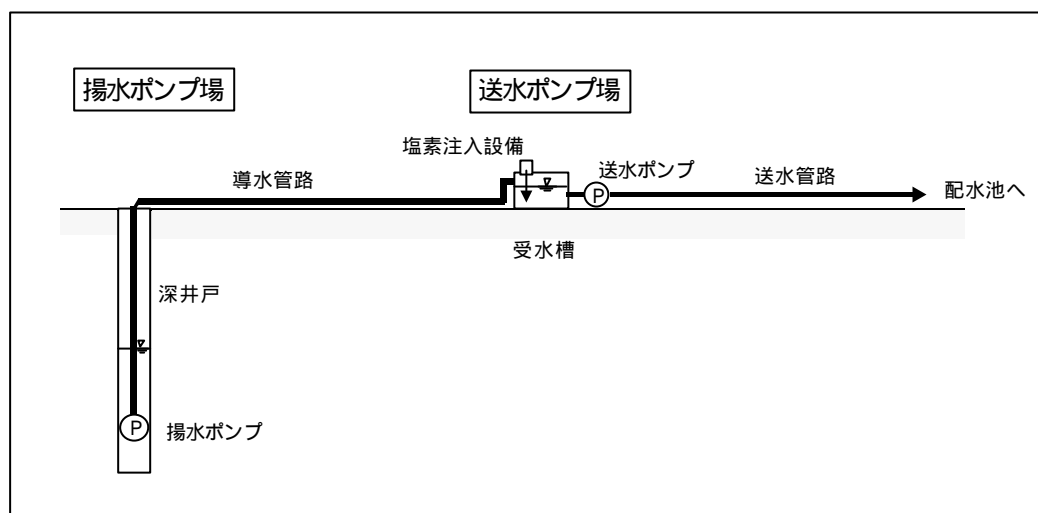 揚水ポンプ場
送水ポンプ場
塩素注入設備
送水ポンプ
導水管路
送水管路
配水池へ
P
受水槽
深井戸
P
揚水ポンプ